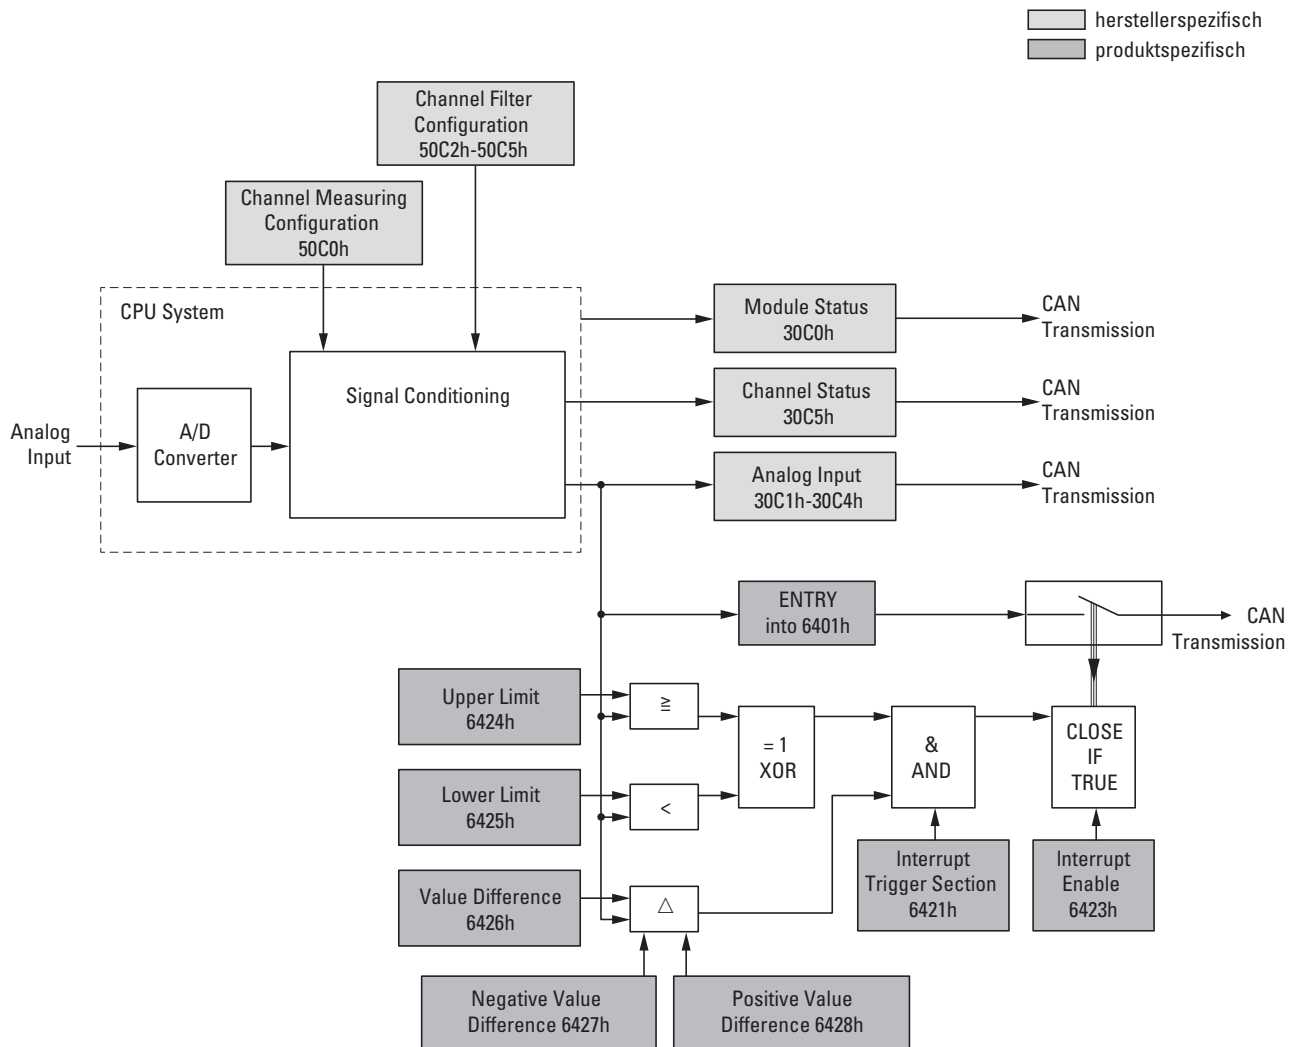 herstellerspezifisch
produktspezifisch
Channel Filter
Configuration
50C2h-50C5h
Channel Measuring
Configuration
50C0h
CPU System
Module Status
30C0h
CAN
Transmission
Signal Conditioning
Channel Status
30C5h
CAN
Transmission
Analog
Input
A/D
Converter
Analog Input
30C1h-30C4h
CAN
Transmission
ENTRY
into 6401h
CAN
Transmission
Upper Limit
6424h
≧
= 1
XOR
&
AND
CLOSE
IF
TRUE
Lower Limit
6425h
<
Interrupt
Trigger Section
6421h
Interrupt
Enable
6423h
Value Difference
6426h
△
Negative Value
Difference 6427h
Positive Value
Difference 6428h